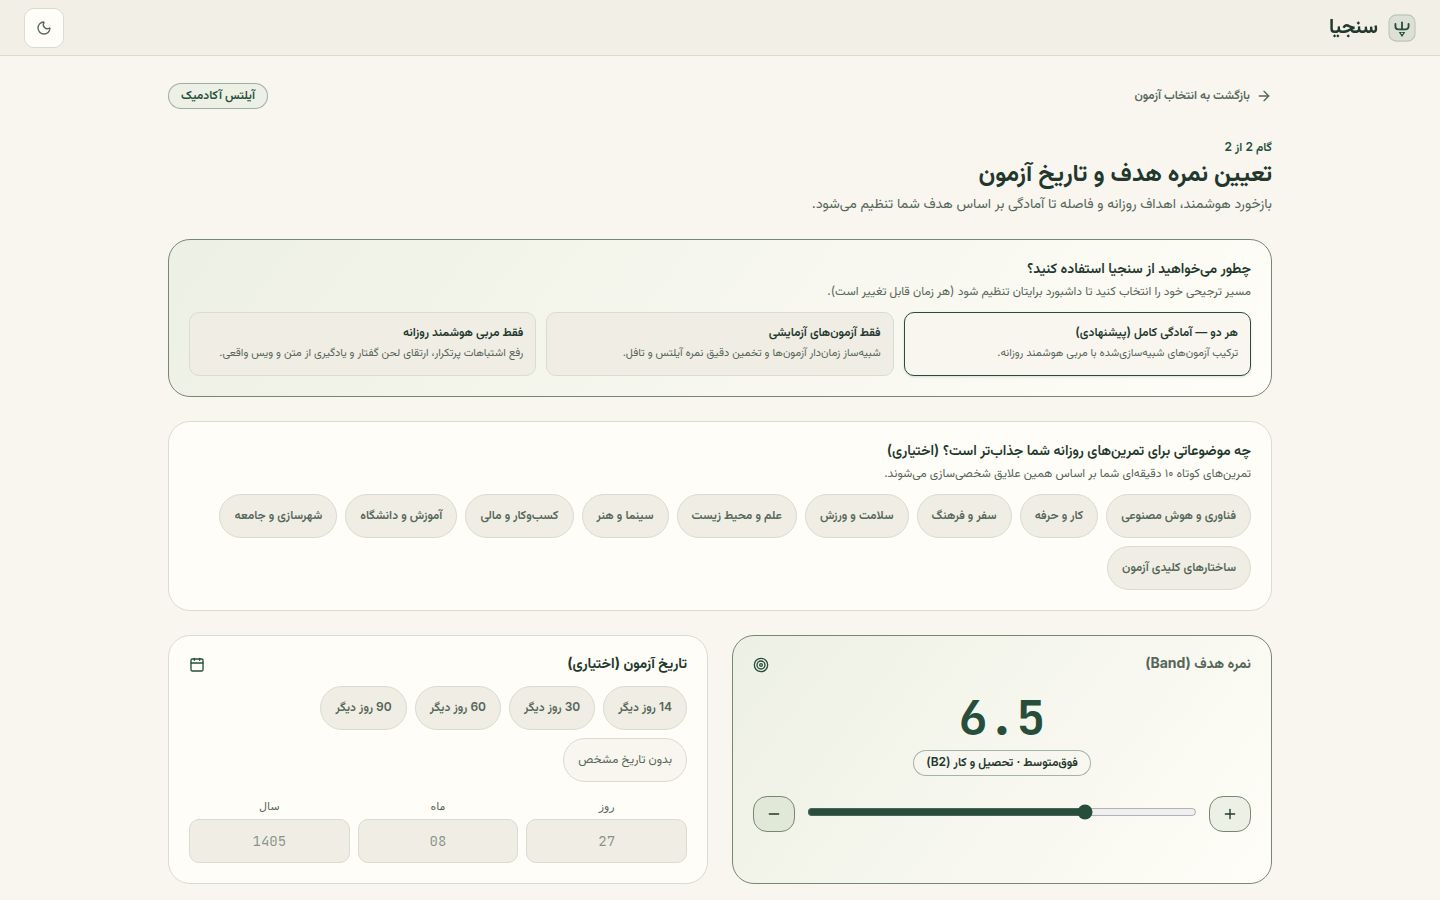 سنجیا
بازگشت به انتخاب آزمون
آیلتس آکادمیک
گام 2 از 2
تعیین نمره هدف و تاریخ آزمون
بازخورد هوشمند، اهداف روزانه و فاصله تا آمادگی بر اساس هدف شما تنظیم می‌شود.
چطور می‌خواهید از سنجیا استفاده کنید؟
مسیر ترجیحی خود را انتخاب کنید تا داشبورد برایتان تنظیم شود (هر زمان قابل تغییر است).
هر دو — آمادگی کامل (پیشنهادی)
ترکیب آزمون‌های شبیه‌سازی‌شده با مربی هوشمند روزانه.
فقط آزمون‌های آزمایشی
شبیه‌ساز زمان‌دار آزمون‌ها و تخمین دقیق نمره آیلتس و تافل.
فقط مربی هوشمند روزانه
رفع اشتباهات پرتکرار، ارتقای لحن گفتار و یادگیری از متن و ویس واقعی.
چه موضوعاتی برای تمرین‌های روزانه شما جذاب‌تر است؟ (اختیاری)
تمرین‌های کوتاه ۱۰ دقیقه‌ای شما بر اساس همین علایق شخصی‌سازی می‌شوند.
فناوری و هوش مصنوعی
کار و حرفه
سفر و فرهنگ
سلامت و ورزش
علم و محیط زیست
سینما و هنر
کسب‌وکار و مالی
آموزش و دانشگاه
شهرسازی و جامعه
ساختارهای کلیدی آزمون
نمره هدف (Band)
6.5
فوق‌متوسط · تحصیل و کار (B2)
تاریخ آزمون (اختیاری)
14 روز دیگر
30 روز دیگر
60 روز دیگر
90 روز دیگر
بدون تاریخ مشخص
روز
ماه
سال
27
08
1405